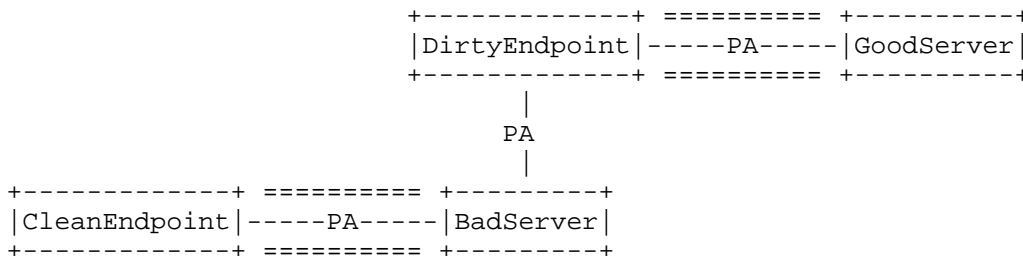 +-------------+ ========== +----------+
|DirtyEndpoint|-----PA-----|GoodServer|
+-------------+ ========== +----------+
|
PA
|
+-------------+ ========== +---------+
|CleanEndpoint|-----PA-----|BadServer|
+-------------+ ========== +---------+